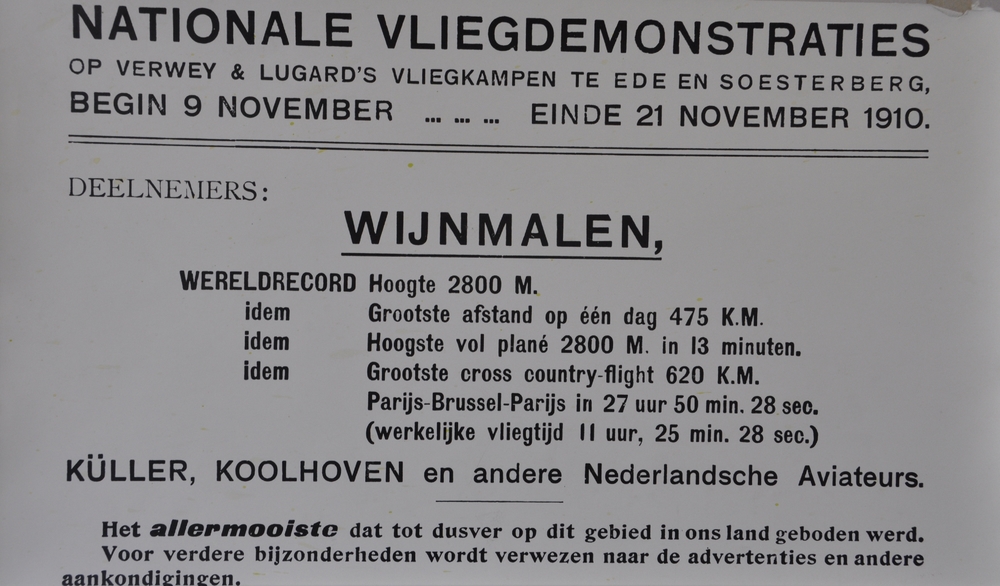 NATIONALE VLIEGDEMONSTRATIES
OP VERWEY & LUGARD'S VLIEGKAMPEN TE EDE EN SOESTERBERG,
BEGIN 9 NOVEMBER ... ... ... EINDE 21 NOVEMBER 1910.
DEELNEMERS:
WIJNMALEN,
WERELDRECORD Hoogte 2800 M.
idem Grootste afstand op één dag 475 K.M.
idem Hoogste vol plané 2800 M. in 13 minuten.
idem Grootste cross country-flight 620 K.M.
Parijs-Brussel-Parijs in 27 uur 50 min. 28 sec.
(werkelijke vliegtijd 11 uur, 25 min. 28 sec.)
KÜLLER, KOOLHOVEN en andere Nederlandsche Aviateurs.
Het allermooiste dat tot dusver op dit gebied in ons land geboden werd.
Voor verdere bijzonderheden wordt verwezen naar de advertenties en andere
aankondigingen.